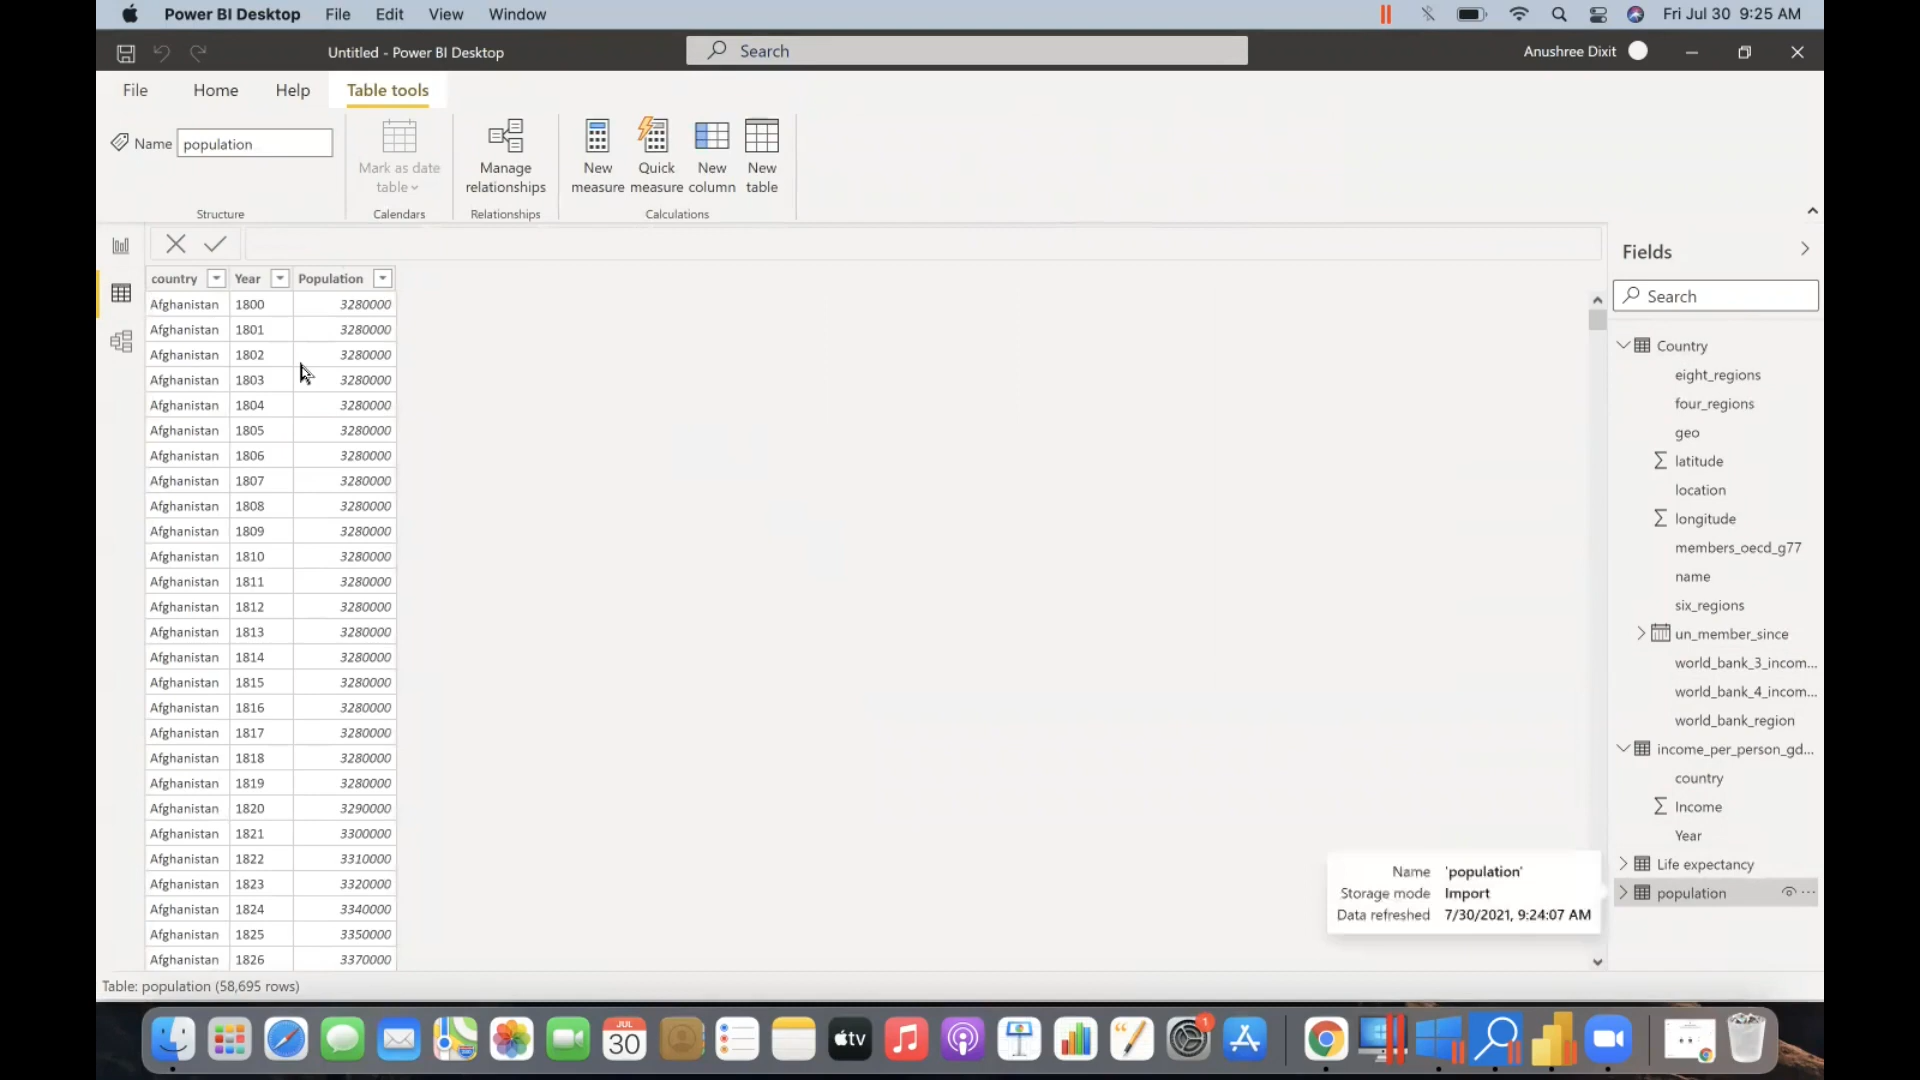 Power BI Desktop File Edit View Window Fri Jul 30 9:25 AM
Untitled - Power BI Desktop Search Anushree Dixit
File Home Help Table tools
Name population
Mark as date table
Manage relationships
New measure
Quick measure
New column
New table
Structure Calendars Relationships Calculations
country Year Population
Afghanistan 1800 3280000
Afghanistan 1801 3280000
Afghanistan 1802 3280000
Afghanistan 1803 3280000
Afghanistan 1804 3280000
Afghanistan 1805 3280000
Afghanistan 1806 3280000
Afghanistan 1807 3280000
Afghanistan 1808 3280000
Afghanistan 1809 3280000
Afghanistan 1810 3280000
Afghanistan 1811 3280000
Afghanistan 1812 3280000
Afghanistan 1813 3280000
Afghanistan 1814 3280000
Afghanistan 1815 3280000
Afghanistan 1816 3280000
Afghanistan 1817 3280000
Afghanistan 1818 3280000
Afghanistan 1819 3280000
Afghanistan 1820 3290000
Afghanistan 1821 3300000
Afghanistan 1822 3310000
Afghanistan 1823 3320000
Afghanistan 1824 3340000
Afghanistan 1825 3350000
Afghanistan 1826 3370000
Fields
Search
Country
eight_regions
four_regions
geo
∑ latitude
location
∑ longitude
members_oecd_g77
name
six_regions
un_member_since
world_bank_3_incom...
world_bank_4_incom...
world_bank_region
income_per_person_gd...
country
∑ Income
Year
Life expectancy
population
Name 'population'
Storage mode Import
Data refreshed 7/30/2021, 9:24:07 AM
Table: population (58,695 rows)
JUL
30
tv
1